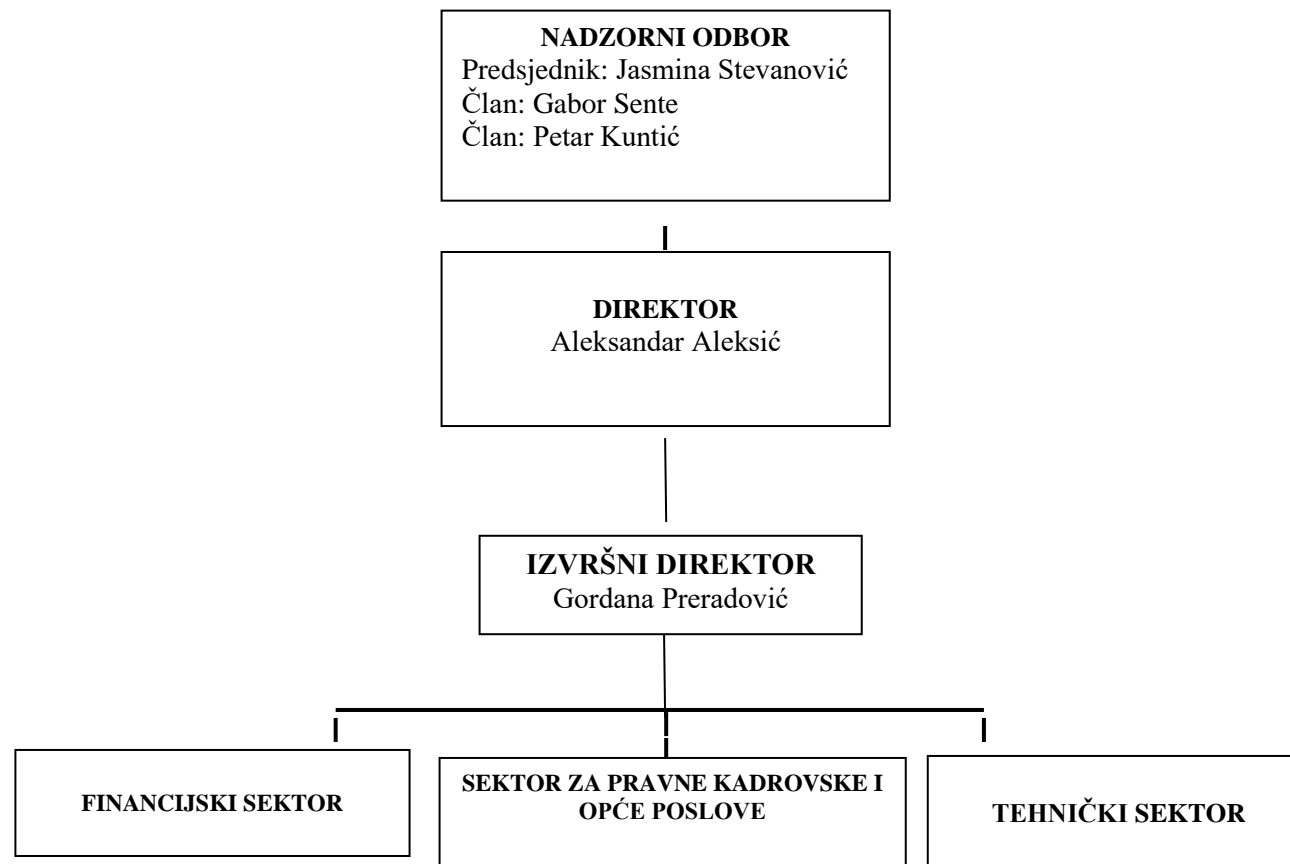 NADZORNI ODBOR
Predsjednik: Jasmina Stevanović
Član: Gabor Sente
Član: Petar Kuntić
DIREKTOR
Aleksandar Aleksić
IZVRŠNI DIREKTOR
Gordana Preradović
FINANCIJSKI SEKTOR
SEKTOR ZA PRAVNE KADROVSKE I
OPĆE POSLOVE
TEHNIČKI SEKTOR